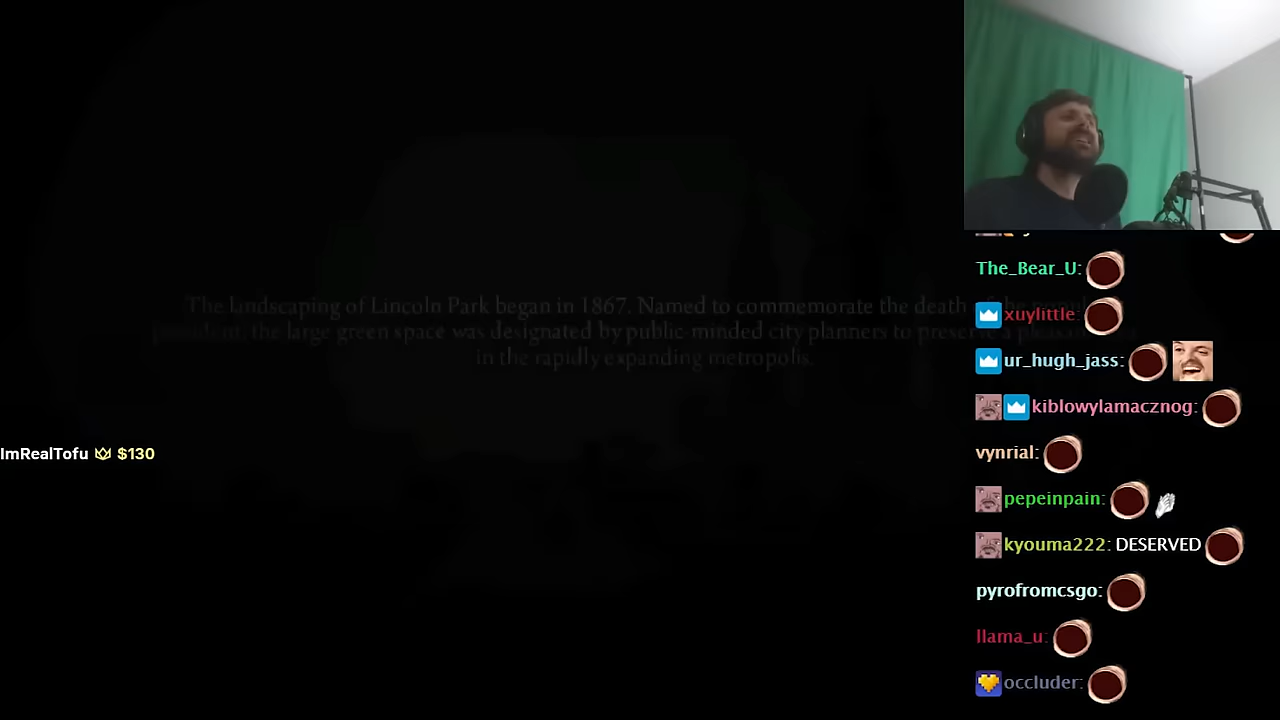 The landscaping of Lincoln Park began in 1867. Named to commemorate the death
president, the large green space was designated by public-minded city planners to preserve a
in the rapidly expanding metropolis.
ImRealTofu $130
The_Bear_U:
xuylittle:
ur_hugh_jass:
kiblowylamacznog:
vynrial:
pepeinpain:
kyouma222: DESERVED
pyrofromcsgo:
llama_u:
occluder: